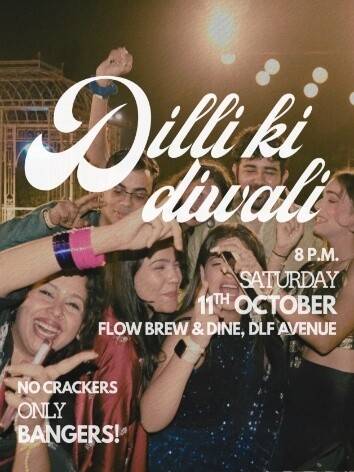 Dilli ki
diwali
8 P.M.
SATURDAY
11TH OCTOBER
FLOW BREW & DINE, DLF AVENUE
NO CRACKERS
ONLY
BANGERS!